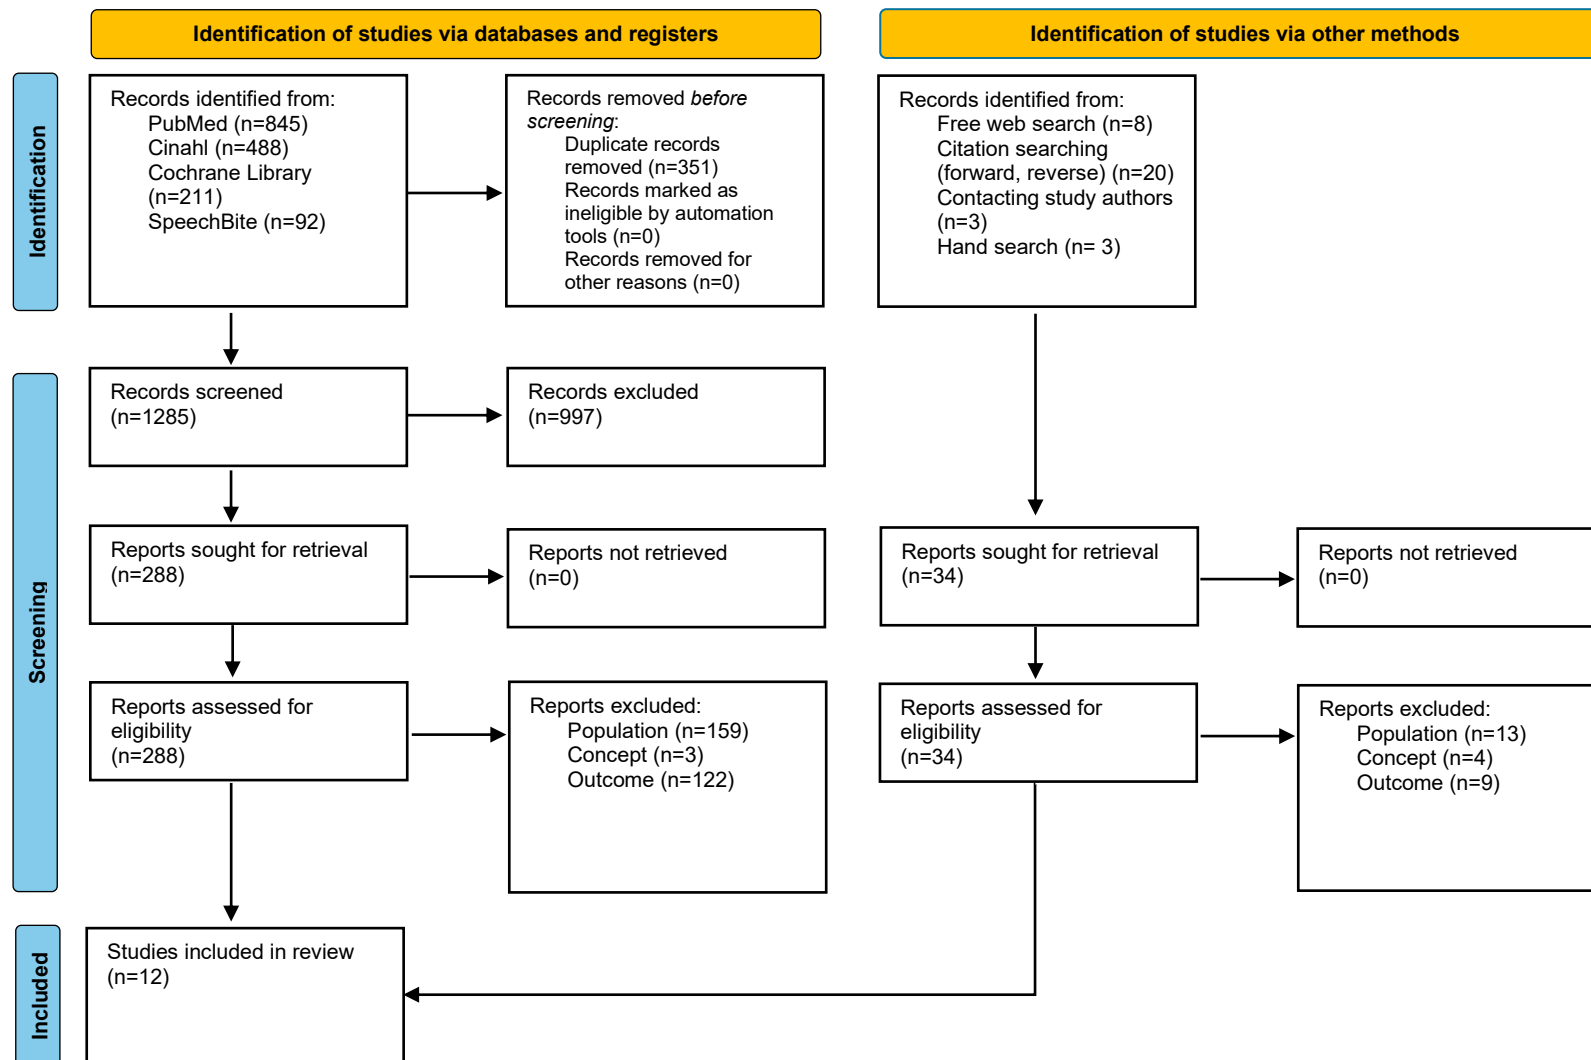 Identification of studies via databases and registers
Identification of studies via other methods
Identification
Records identified from:
PubMed (n=845)
Cinahl (n=488)
Cochrane Library
(n=211)
SpeechBite (n=92)
Records removed before
screening:
Duplicate records
removed (n=351)
Records marked as
ineligible by automation
tools (n=0)
Records removed for
other reasons (n=0)
Records identified from:
Free web search (n=8)
Citation searching
(forward, reverse) (n=20)
Contacting study authors
(n=3)
Hand search (n= 3)
Screening
Records screened
(n=1285)
Records excluded
(n=997)
Reports sought for retrieval
(n=288)
Reports not retrieved
(n=0)
Reports sought for retrieval
(n=34)
Reports not retrieved
(n=0)
Reports assessed for
eligibility
(n=288)
Reports excluded:
Population (n=159)
Concept (n=3)
Outcome (n=122)
Reports assessed for
eligibility
(n=34)
Reports excluded:
Population (n=13)
Concept (n=4)
Outcome (n=9)
Included
Studies included in review
(n=12)